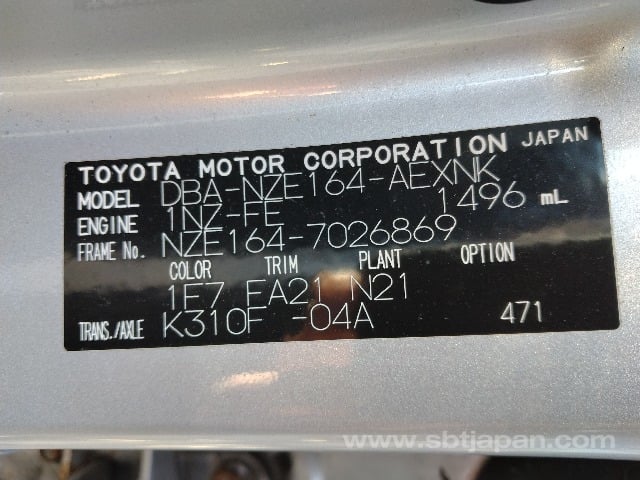 TOYOTA MOTOR CORPORATION JAPAN
MODEL DBA-NZE164-AEXNK
ENGINE 1NZ-FE 1496 mL
FRAME No. NZE164-7026869
COLOR TRIM PLANT OPTION
1E7 EA21 N21
TRANS./AXLE K310F -04A 471
www.sbtjapan.com